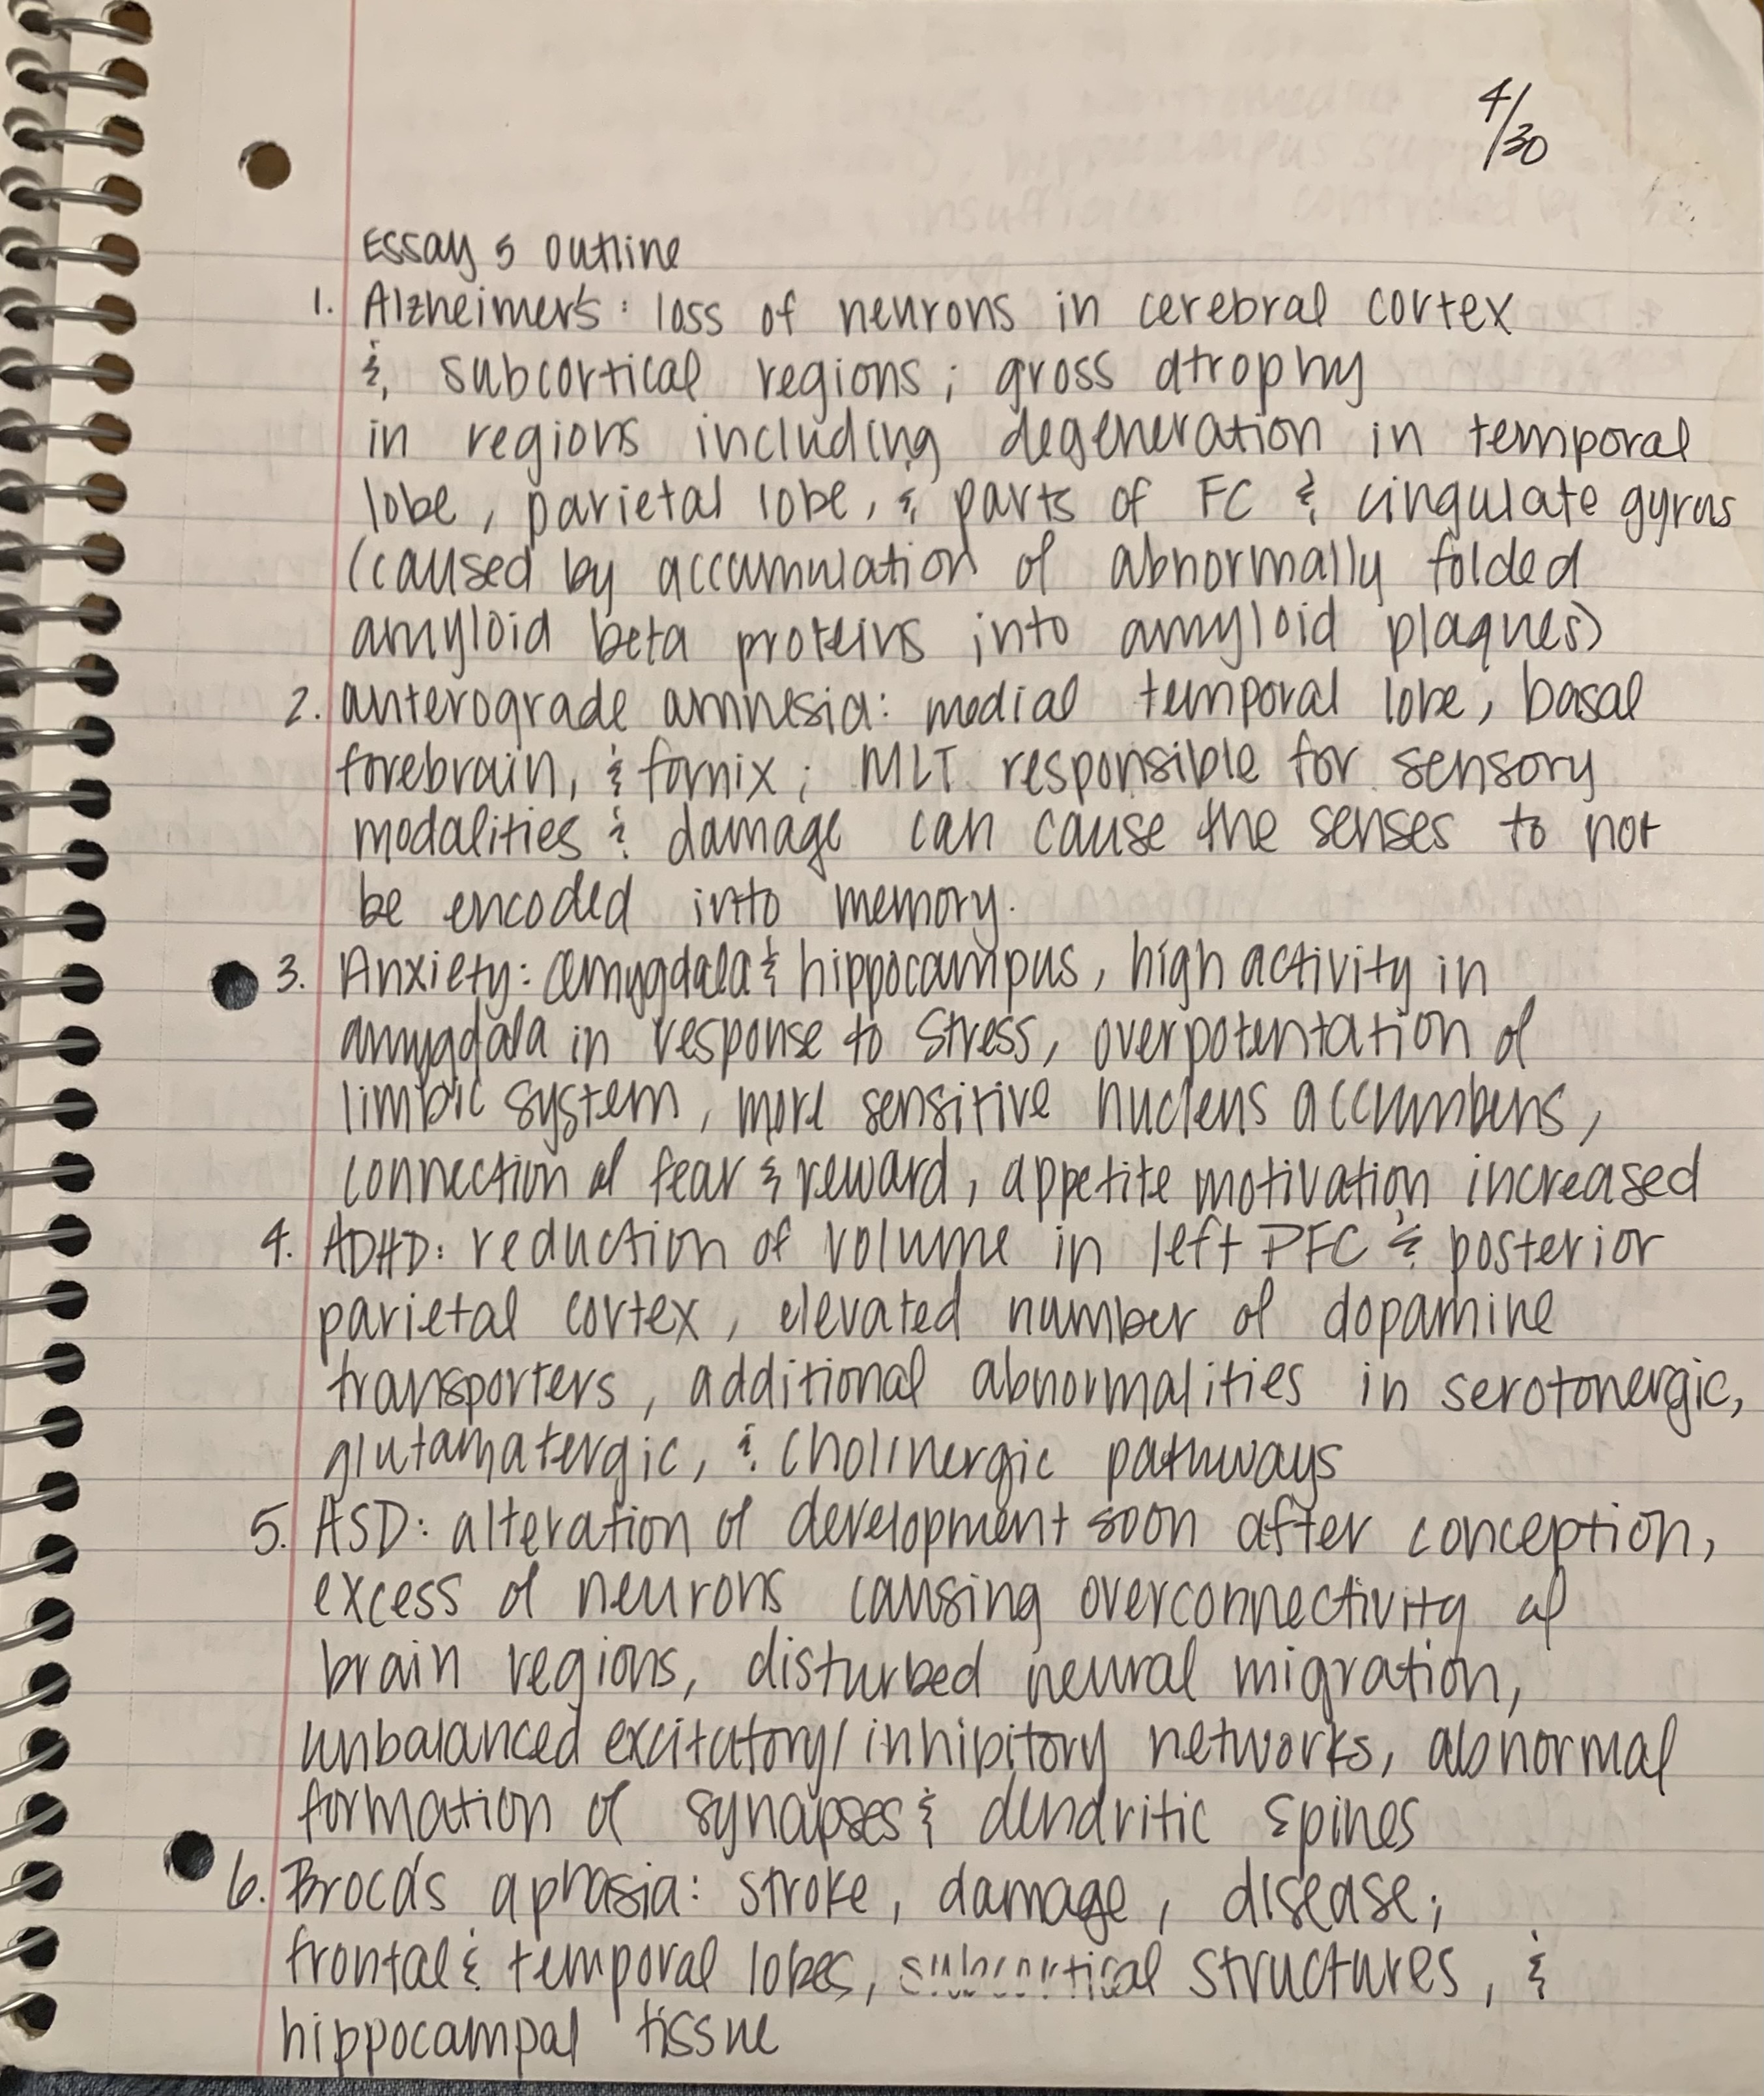 4/30
Essay 5 outline
1. Alzheimer's: loss of neurons in cerebral cortex
& subcortical regions; gross atrophy
in regions including degeneration in temporal
lobe, parietal lobe, & parts of FC & cingulate gyrus
(caused by accumulation of abnormally folded
amyloid beta proteins into amyloid plaques)
2. anterograde amnesia: medial temporal lobe, basal
forebrain, & fornix; MLT responsible for sensory
modalities & damage can cause the senses to not
be encoded into memory.
3. Anxiety: amygdala & hippocampus, high activity in
amygdala in response to stress, overpotentation of
limbic system, more sensitive nucleus accumbens,
connection of fear & reward, appetite motivation increased
4. ADHD: reduction of volume in left PFC & posterior
parietal cortex, elevated number of dopamine
transporters, additional abnormalities in serotonergic,
glutamatergic, & cholinergic pathways
5. ASD: alteration of development soon after conception,
excess of neurons causing overconnectivity of
brain regions, disturbed neural migration,
unbalanced excitatory/inhibitory networks, abnormal
formation of synapses & dendritic spines
6. Broca's aphasia: stroke, damage, disease;
frontal & temporal lobes, subcortical structures, &
hippocampal tissue